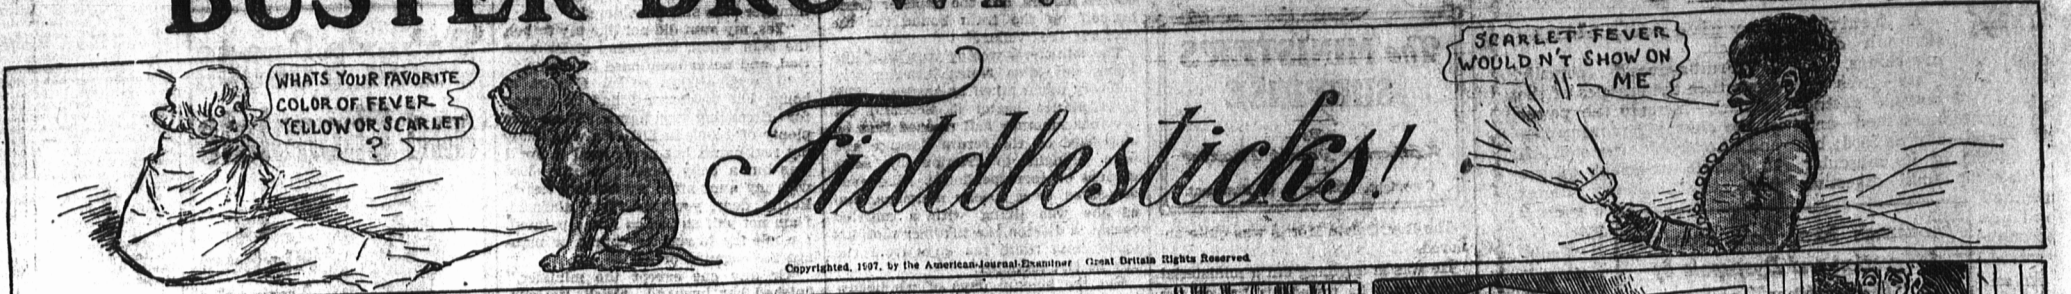 BUSTER BROWN
WHATS YOUR FAVORITE
COLOR OF FEVER
YELLOW OR SCARLET
?
Fiddlesticks!
SCARLET FEVER
WOULDN'T SHOW ON
ME
Copyrighted, 1907, by the American-Journal-Examiner Great Britain Rights Reserved